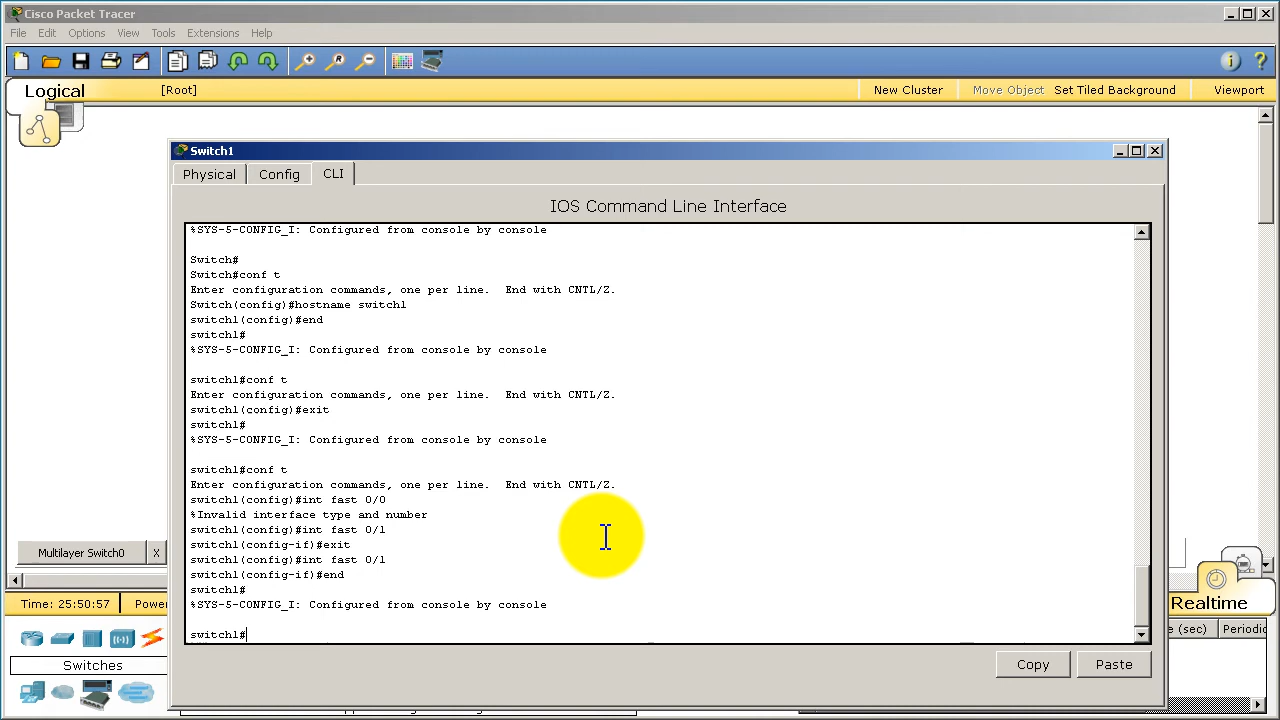 Cisco Packet Tracer
File Edit Options View Tools Extensions Help
Logical [Root] New Cluster Move Object Set Tiled Background Viewport
Switch1
Physical Config CLI
IOS Command Line Interface
%SYS-5-CONFIG_I: Configured from console by console
Switch#
Switch#conf t
Enter configuration commands, one per line. End with CNTL/Z.
Switch(config)#hostname switch1
switch1(config)#end
switch1#
%SYS-5-CONFIG_I: Configured from console by console
switch1#conf t
Enter configuration commands, one per line. End with CNTL/Z.
switch1(config)#exit
switch1#
%SYS-5-CONFIG_I: Configured from console by console
switch1#conf t
Enter configuration commands, one per line. End with CNTL/Z.
switch1(config)#int fast 0/0
%Invalid interface type and number
switch1(config)#int fast 0/1
switch1(config-if)#exit
switch1(config)#int fast 0/1
switch1(config-if)#end
switch1#
%SYS-5-CONFIG_I: Configured from console by console
switch1#
Copy Paste
Multilayer Switch0 X
Time: 25:50:57 Powe
Realtime
Switches
e (sec) Periodic